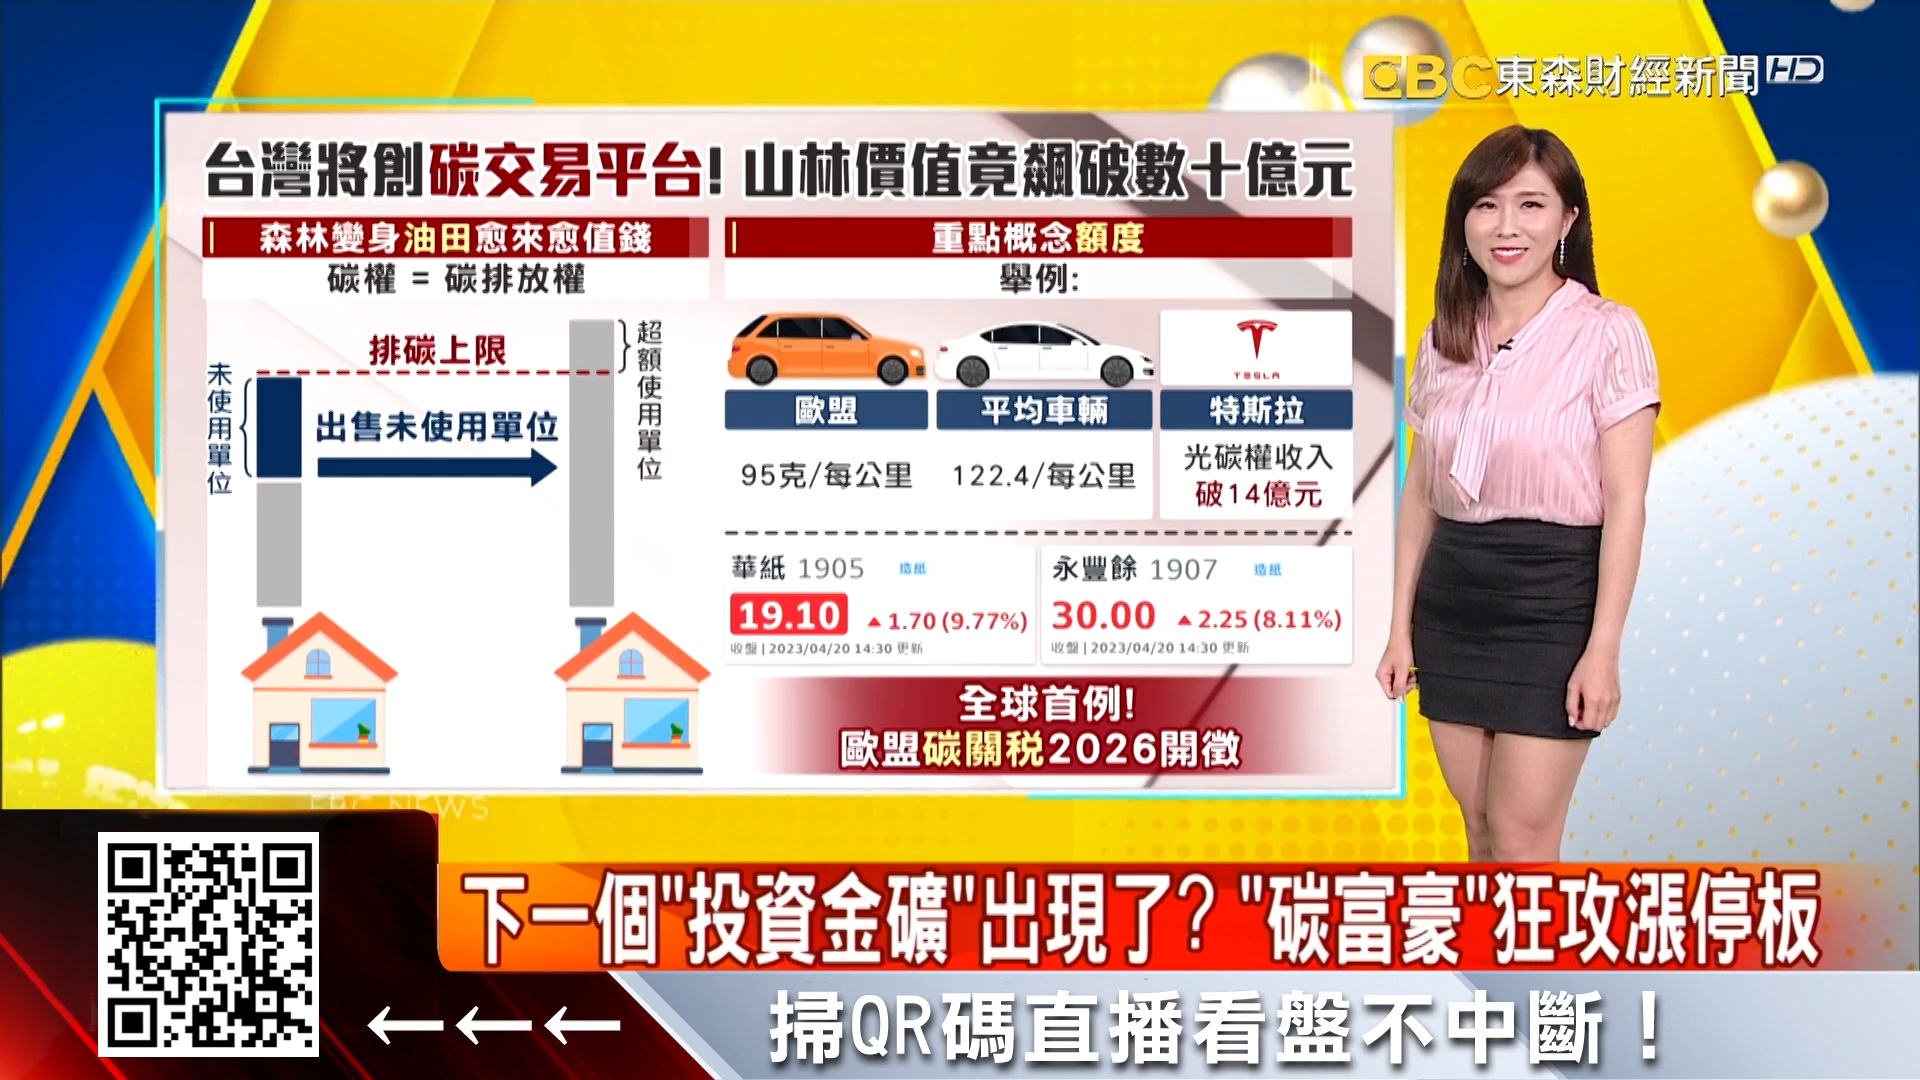 EBC東森財經新聞HD
台灣將創碳交易平台! 山林價值竟飆破數十億元
森林變身油田愈來愈值錢
碳權 = 碳排放權
排碳上限
未使用單位
出售未使用單位
超額使用單位
重點概念額度
舉例:
TESLA
歐盟
平均車輛
特斯拉
95克/每公里
122.4/每公里
光碳權收入
破14億元
華紙 1905 造紙
19.10 ▲1.70(9.77%)
收盤|2023/04/20 14:30 更新
永豐餘 1907 造紙
30.00 ▲2.25(8.11%)
收盤|2023/04/20 14:30 更新
全球首例!
歐盟碳關稅2026開徵
EBC NEWS
下一個"投資金礦"出現了? "碳富豪"狂攻漲停板
←←← 掃QR碼直播看盤不中斷!